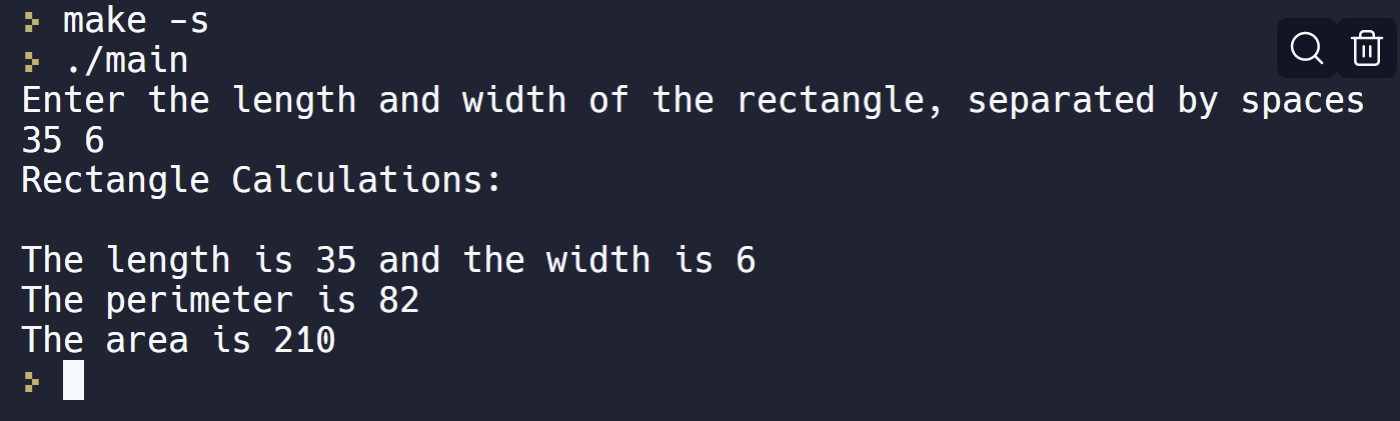 make -s
./main
Enter the length and width of the rectangle, separated by spaces
35 6
Rectangle Calculations:
The length is 35 and the width is 6
The perimeter is 82
The area is 210